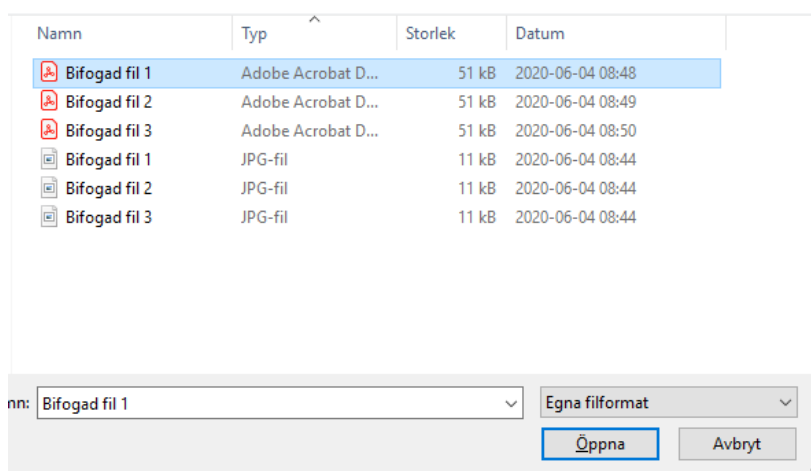 Namn Typ Storlek Datum
Bifogad fil 1 Adobe Acrobat D... 51 kB 2020-06-04 08:48
Bifogad fil 2 Adobe Acrobat D... 51 kB 2020-06-04 08:49
Bifogad fil 3 Adobe Acrobat D... 51 kB 2020-06-04 08:50
Bifogad fil 1 JPG-fil 11 kB 2020-06-04 08:44
Bifogad fil 2 JPG-fil 11 kB 2020-06-04 08:44
Bifogad fil 3 JPG-fil 11 kB 2020-06-04 08:44
mn: Bifogad fil 1 Egna filformat
Öppna Avbryt